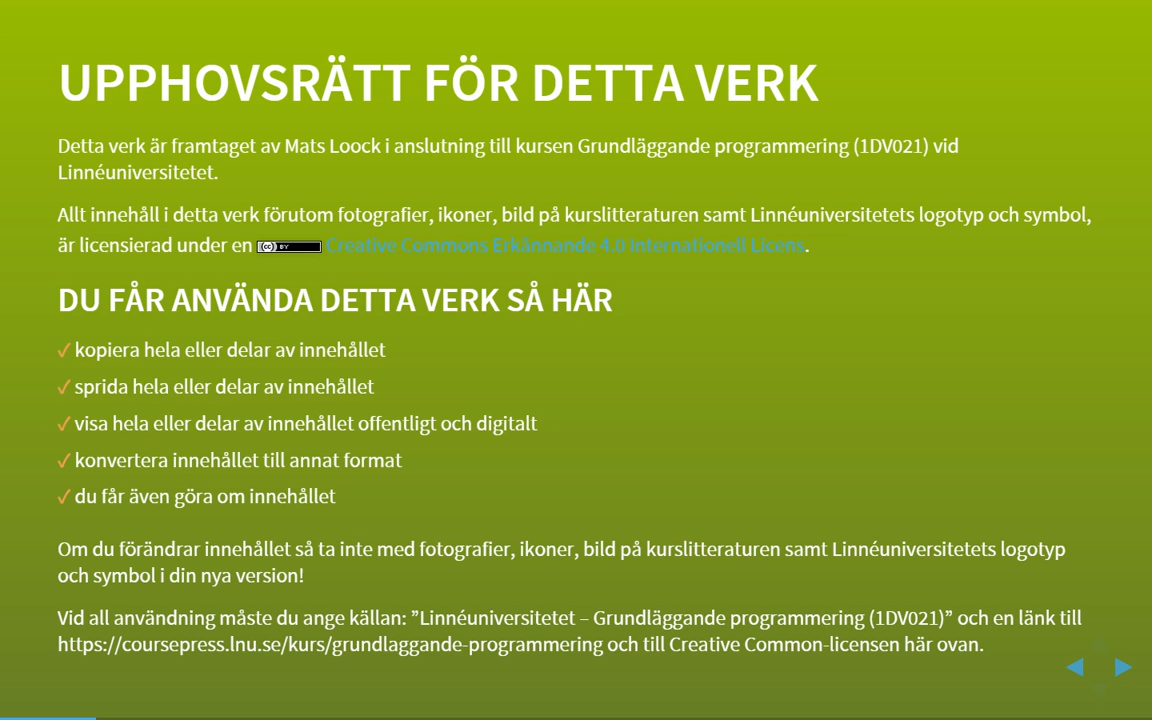 UPPHOVSRÄTT FÖR DETTA VERK
Detta verk är framtaget av Mats Loock i anslutning till kursen Grundläggande programmering (1DV021) vid
Linnéuniversitetet.
Allt innehåll i detta verk förutom fotografier, ikoner, bild på kurslitteraturen samt Linnéuniversitetets logotyp och symbol,
är licensierad under en (cc) BY Creative Commons Erkännande 4.0 Internationell Licens.
DU FÅR ANVÄNDA DETTA VERK SÅ HÄR
✓ kopiera hela eller delar av innehållet
✓ sprida hela eller delar av innehållet
✓ visa hela eller delar av innehållet offentligt och digitalt
✓ konvertera innehållet till annat format
✓ du får även göra om innehållet
Om du förändrar innehållet så ta inte med fotografier, ikoner, bild på kurslitteraturen samt Linnéuniversitetets logotyp
och symbol i din nya version!
Vid all användning måste du ange källan: ”Linnéuniversitetet – Grundläggande programmering (1DV021)” och en länk till
https://coursepress.lnu.se/kurs/grundlaggande-programmering och till Creative Common-licensen här ovan.